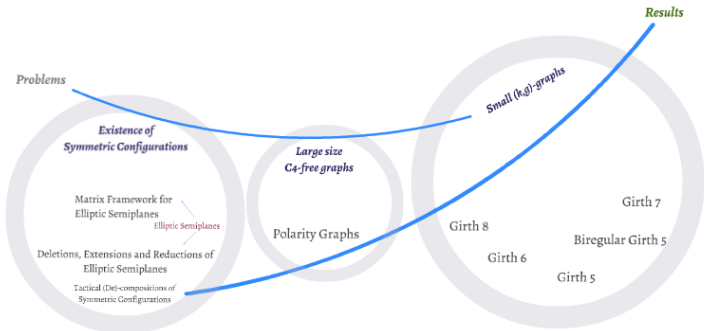 Results
Problems
Existence of
Symmetric Configurations
Matrix Framework for
Elliptic Semiplanes
Elliptic Semiplanes
Deletions, Extensions and Reductions of
Elliptic Semiplanes
Tactical (De)-compositions of
Symmetric Configurations
Large size
C4-free graphs
Polarity Graphs
Small (k,g)-graphs
Girth 7
Girth 8
Biregular Girth 5
Girth 6
Girth 5